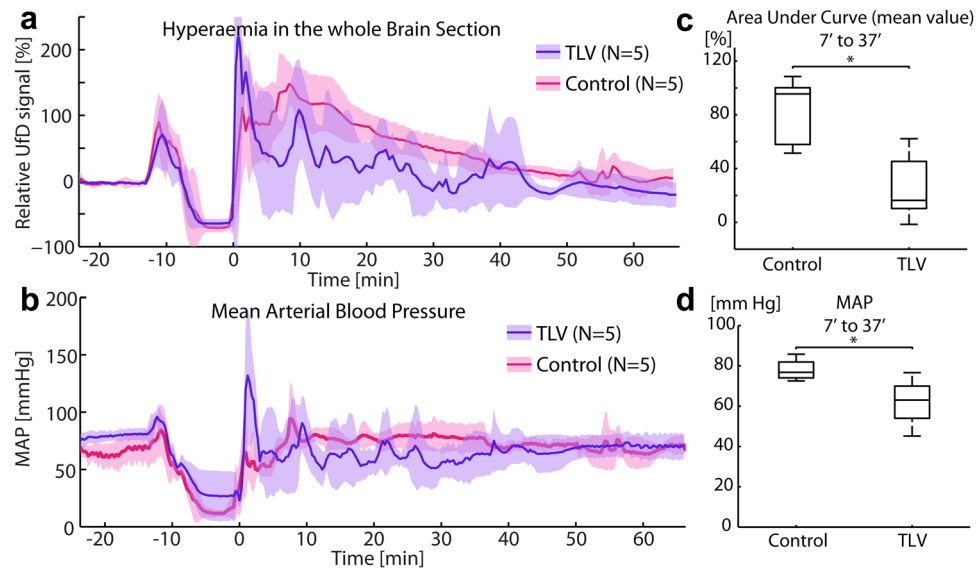 a
Hyperaemia in the whole Brain Section
Relative UfD signal [%]
200
100
0
−100
TLV (N=5)
Control (N=5)
-20
-10
0
10
20
30
40
50
60
Time [min]
b
Mean Arterial Blood Pressure
MAP [mmHg]
200
150
100
50
0
TLV (N=5)
Control (N=5)
-20
-10
0
10
20
30
40
50
60
Time [min]
c
Area Under Curve (mean value)
[%]
7’ to 37’
*
120
80
40
0
Control
TLV
d
[mm Hg]
MAP
7’ to 37’
*
100
80
60
40
20
0
Control
TLV